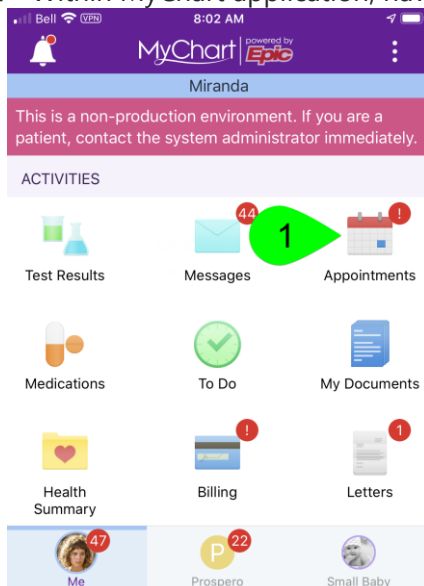 Within MyChart application, hav
Bell VPN 8:02 AM
MyChart powered by Epic
Miranda
This is a non-production environment. If you are a
patient, contact the system administrator immediately.
ACTIVITIES
44 1 !
Test Results Messages Appointments
Medications To Do My Documents
! 1
Health Billing Letters
Summary
47 P 22
Me Prospero Small Baby